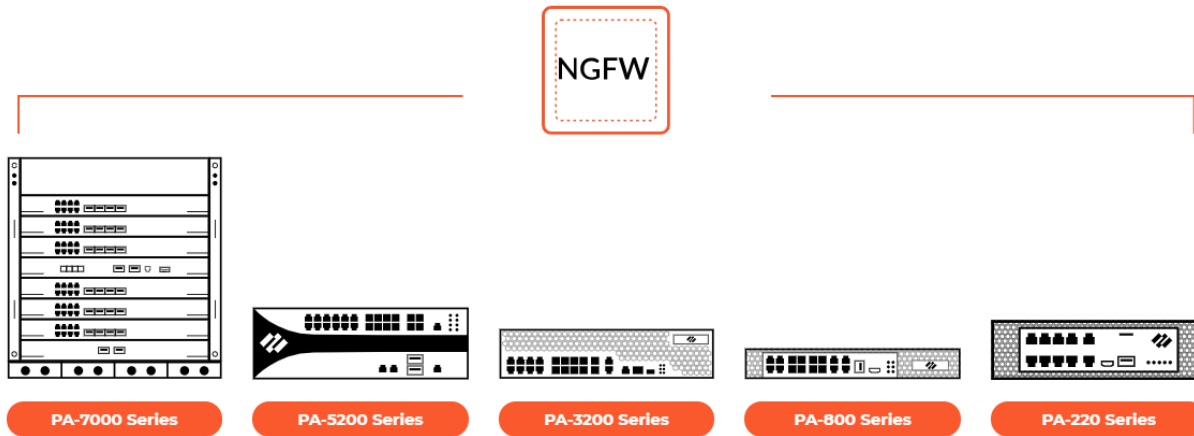 NGFW
PA-7000 Series
PA-5200 Series
PA-3200 Series
PA-800 Series
PA-220 Series